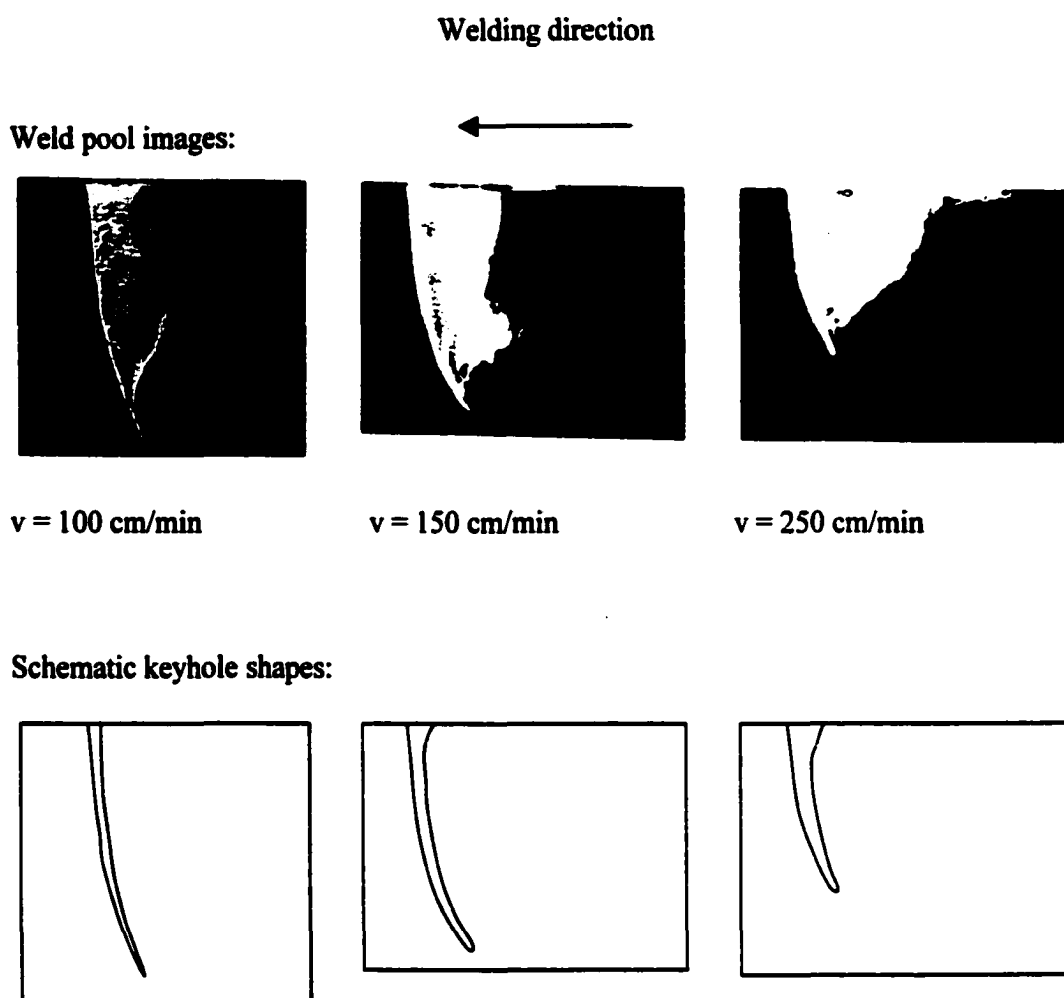 Welding direction
Weld pool images:
v = 100 cm/min
v = 150 cm/min
v = 250 cm/min
Schematic keyhole shapes: